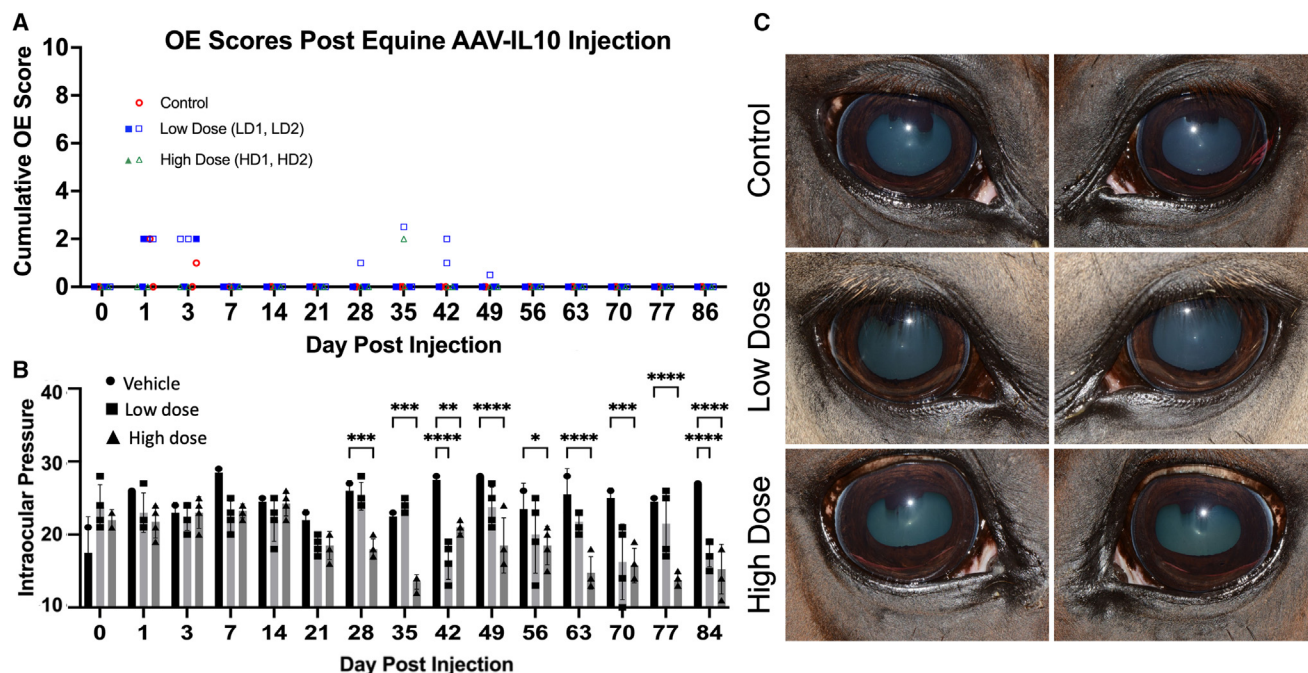 A
OE Scores Post Equine AAV-IL10 Injection
Cumulative OE Score
10
8
6
4
2
0
Control
Low Dose (LD1, LD2)
High Dose (HD1, HD2)
0 1 3 7 14 21 28 35 42 49 56 63 70 77 86
Day Post Injection
B
Intraocular Pressure
40
30
20
10
Vehicle
Low dose
High dose
*** **** ****
*** ** **** *** ****
*** **** * **** ****
0 1 3 7 14 21 28 35 42 49 56 63 70 77 84
Day Post Injection
C
Control
Low Dose
High Dose